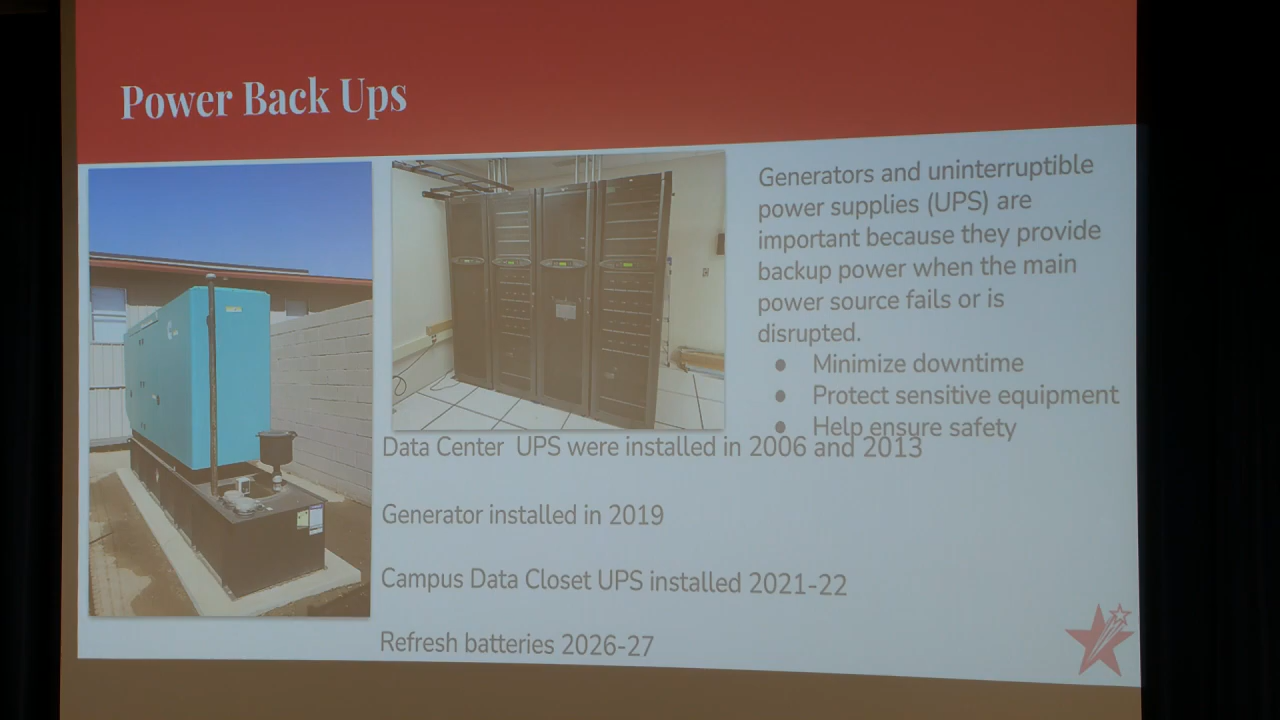 Power Back Ups
Generators and uninterruptible
power supplies (UPS) are
important because they provide
backup power when the main
power source fails or is
disrupted.
● Minimize downtime
● Protect sensitive equipment
● Help ensure safety
Data Center UPS were installed in 2006 and 2013
Generator installed in 2019
Campus Data Closet UPS installed 2021-22
Refresh batteries 2026-27